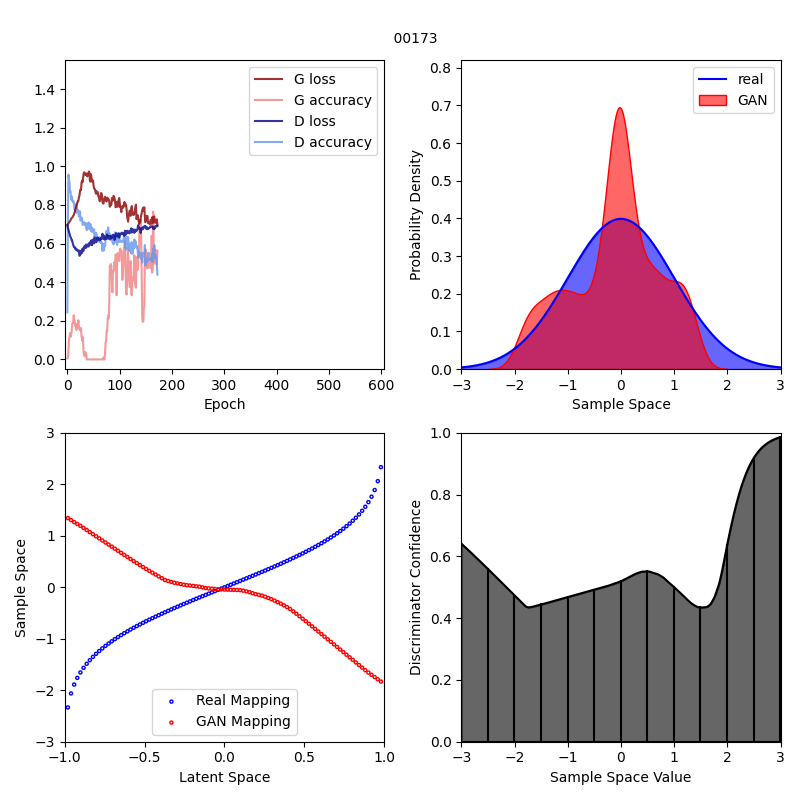 00173
G loss
G accuracy
D loss
D accuracy
1.4
1.2
1.0
0.8
0.6
0.4
0.2
0.0
0 100 200 300 400 500 600
Epoch
real
GAN
Probability Density
0.8
0.7
0.6
0.5
0.4
0.3
0.2
0.1
0.0
−3 −2 −1 0 1 2 3
Sample Space
Sample Space
3
2
1
0
−1
−2
−3
Real Mapping
GAN Mapping
−1.0 −0.5 0.0 0.5 1.0
Latent Space
Discriminator Confidence
1.0
0.8
0.6
0.4
0.2
0.0
−3 −2 −1 0 1 2 3
Sample Space Value